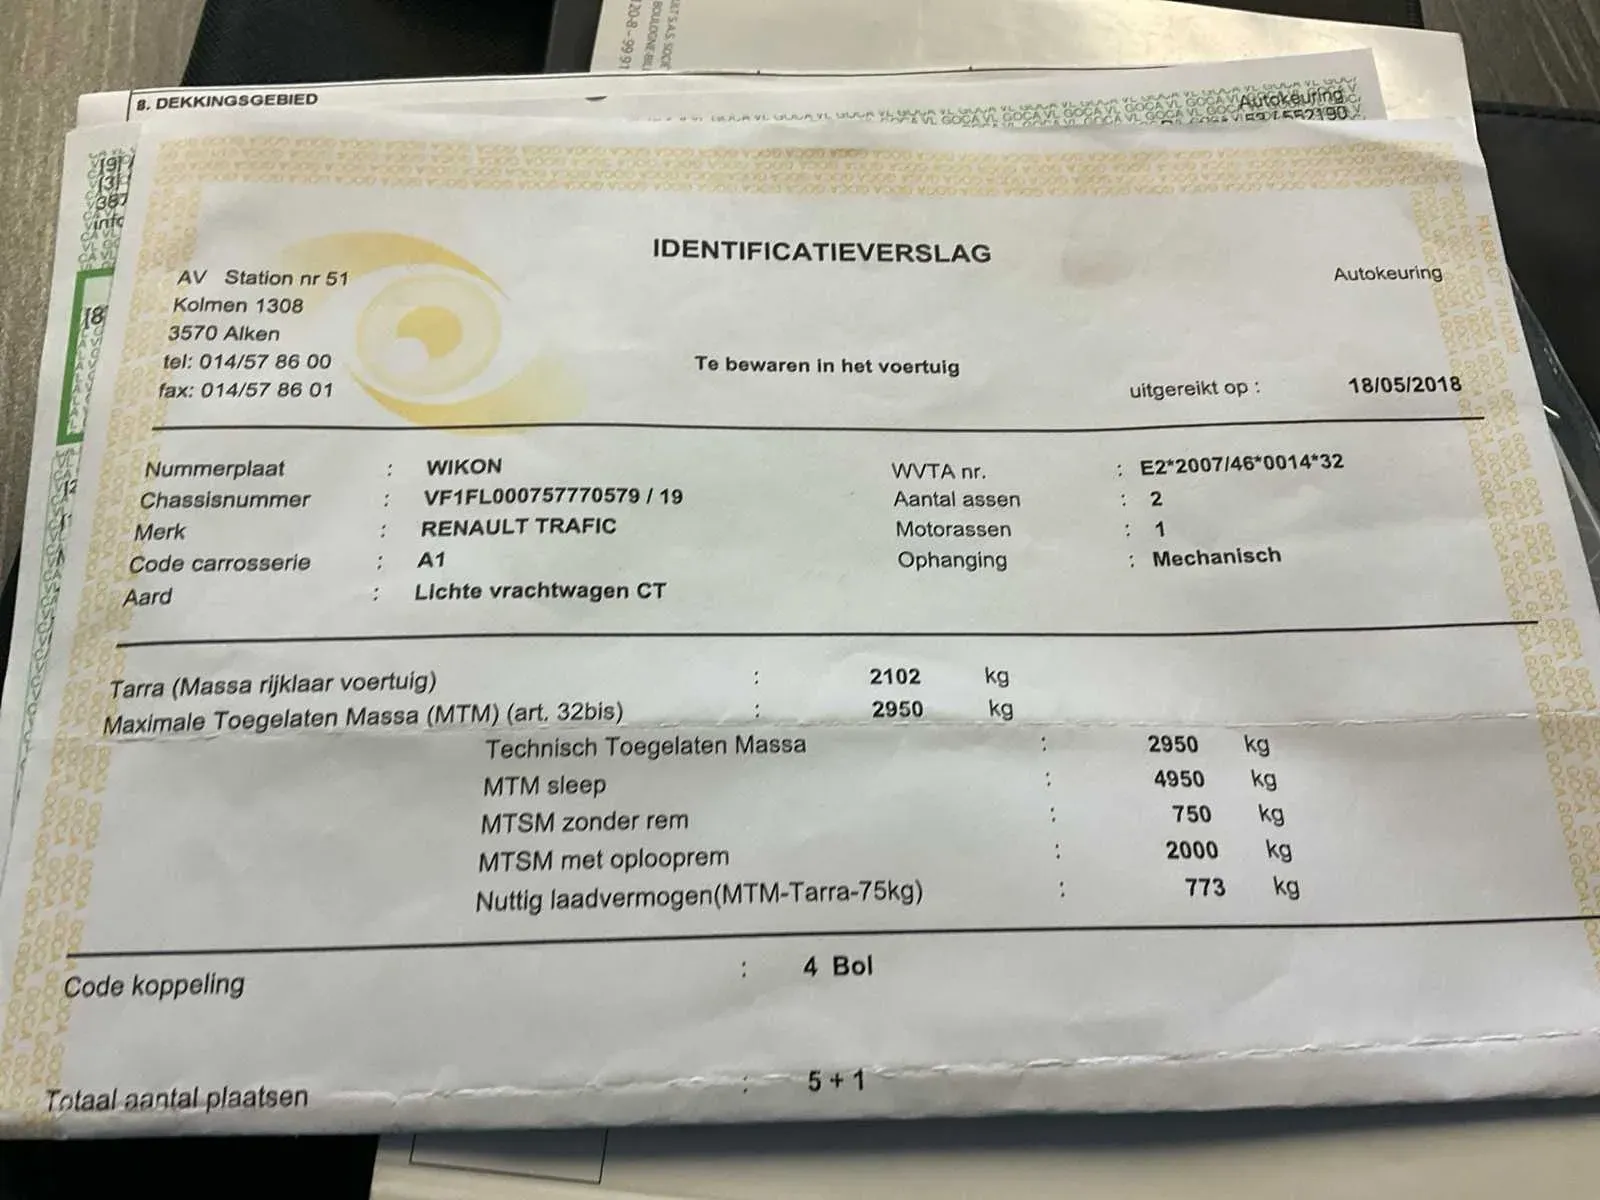 8. DEKKINGSGEBIED
Autokeuring
IDENTIFICATIEVERSLAG
AV Station nr 51
Kolmen 1308
3570 Alken
tel: 014/57 86 00
fax: 014/57 86 01
Autokeuring
Te bewaren in het voertuig
uitgereikt op : 18/05/2018
Nummerplaat : WIKON
Chassisnummer : VF1FL000757770579 / 19
Merk : RENAULT TRAFIC
Code carrosserie : A1
Aard : Lichte vrachtwagen CT
WVTA nr. : E2*2007/46*0014*32
Aantal assen : 2
Motorassen : 1
Ophanging : Mechanisch
Tarra (Massa rijklaar voertuig) : 2102 kg
Maximale Toegelaten Massa (MTM) (art. 32bis) : 2950 kg
Technisch Toegelaten Massa : 2950 kg
MTM sleep : 4950 kg
MTSM zonder rem : 750 kg
MTSM met oplooprem : 2000 kg
Nuttig laadvermogen(MTM-Tarra-75kg) : 773 kg
Code koppeling : 4 Bol
Totaal aantal plaatsen : 5 + 1